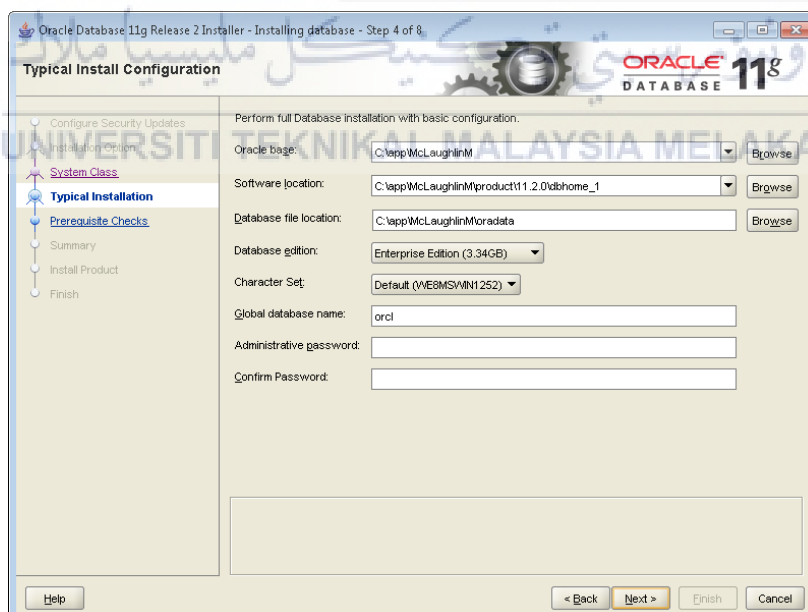 Oracle Database 11g Release 2 Installer - Installing database - Step 4 of 8
Typical Install Configuration
ORACLE 11g
DATABASE
اونيورسيتي تيكنيكل مليسيا ملاك
UNIVERSITI TEKNIKAL MALAYSIA MELAKA
Configure Security Updates
Installation Option
System Class
Typical Installation
Prerequisite Checks
Summary
Install Product
Finish
Perform full Database installation with basic configuration.
Oracle base: C:\app\McLaughlinM Browse
Software location: C:\app\McLaughlinM\product\11.2.0\dbhome_1 Browse
Database file location: C:\app\McLaughlinM\oradata Browse
Database edition: Enterprise Edition (3.34GB)
Character Set: Default (WE8MSWIN1252)
Global database name: orcl
Administrative password:
Confirm Password:
Help < Back Next > Finish Cancel